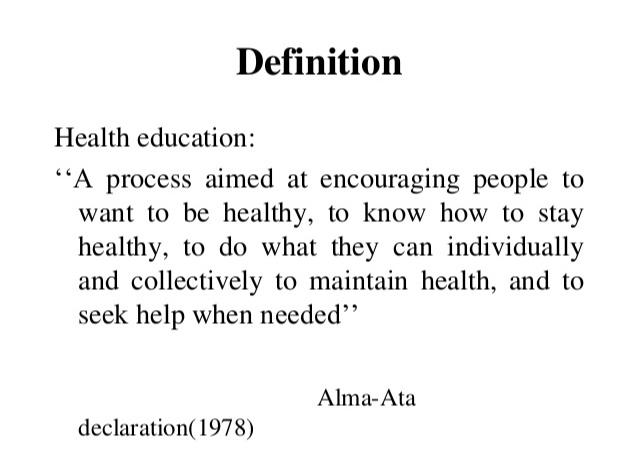 Definition
Health education:
‘‘A process aimed at encouraging people to
want to be healthy, to know how to stay
healthy, to do what they can individually
and collectively to maintain health, and to
seek help when needed’’
Alma-Ata
declaration(1978)